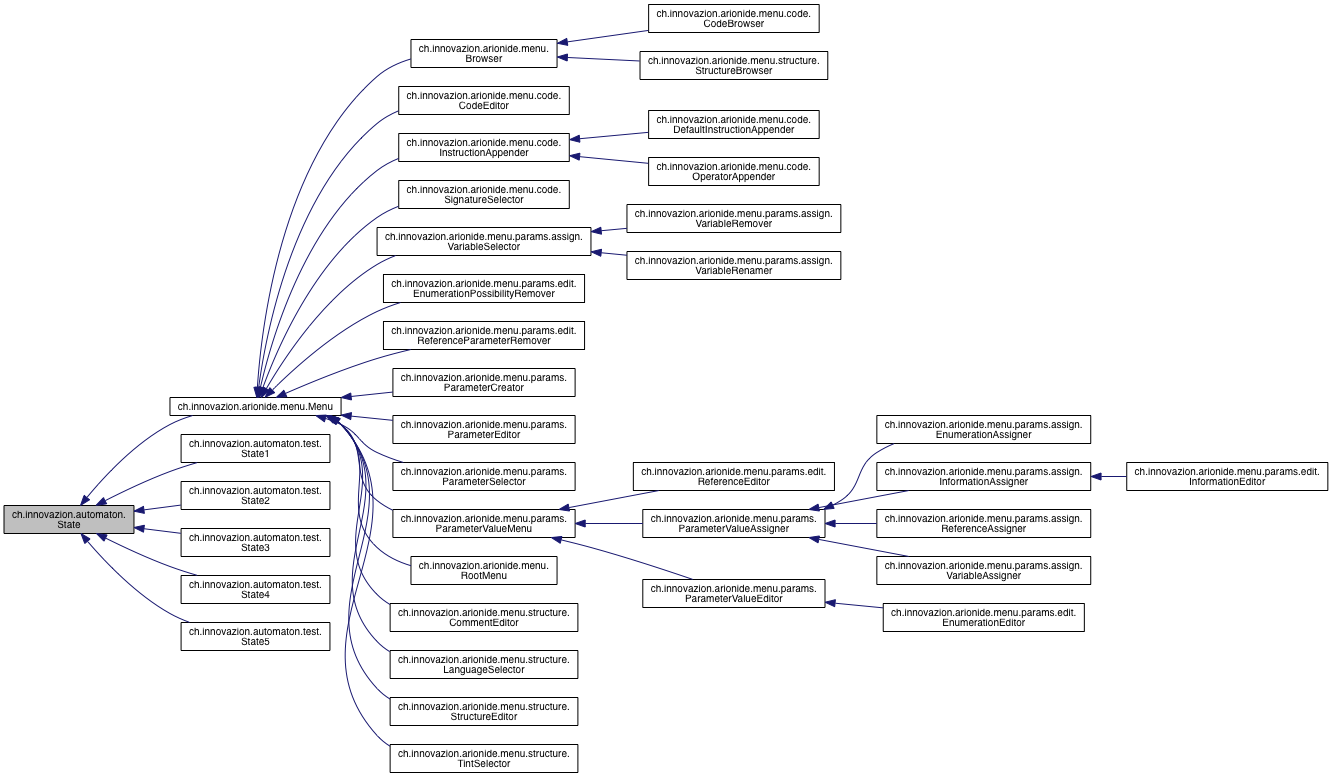 ch.innovazion.arionide.menu.code.
CodeBrowser
ch.innovazion.arionide.menu.
Browser
ch.innovazion.arionide.menu.structure.
StructureBrowser
ch.innovazion.arionide.menu.code.
CodeEditor
ch.innovazion.arionide.menu.code.
DefaultInstructionAppender
ch.innovazion.arionide.menu.code.
InstructionAppender
ch.innovazion.arionide.menu.code.
OperatorAppender
ch.innovazion.arionide.menu.code.
SignatureSelector
ch.innovazion.arionide.menu.params.assign.
VariableRemover
ch.innovazion.arionide.menu.params.assign.
VariableSelector
ch.innovazion.arionide.menu.params.assign.
VariableRenamer
ch.innovazion.arionide.menu.params.edit.
EnumerationPossibilityRemover
ch.innovazion.arionide.menu.params.edit.
ReferenceParameterRemover
ch.innovazion.arionide.menu.params.
ParameterCreator
ch.innovazion.arionide.menu.Menu
ch.innovazion.arionide.menu.params.
ParameterEditor
ch.innovazion.arionide.menu.params.assign.
EnumerationAssigner
ch.innovazion.automaton.test.
State1
ch.innovazion.arionide.menu.params.
ParameterSelector
ch.innovazion.arionide.menu.params.edit.
ReferenceEditor
ch.innovazion.arionide.menu.params.assign.
InformationAssigner
ch.innovazion.arionide.menu.params.edit.
InformationEditor
ch.innovazion.automaton.test.
State2
ch.innovazion.automaton.
State
ch.innovazion.arionide.menu.params.
ParameterValueMenu
ch.innovazion.arionide.menu.params.
ParameterValueAssigner
ch.innovazion.arionide.menu.params.assign.
ReferenceAssigner
ch.innovazion.automaton.test.
State3
ch.innovazion.arionide.menu.
RootMenu
ch.innovazion.arionide.menu.params.assign.
VariableAssigner
ch.innovazion.automaton.test.
State4
ch.innovazion.arionide.menu.params.
ParameterValueEditor
ch.innovazion.arionide.menu.structure.
CommentEditor
ch.innovazion.arionide.menu.params.edit.
EnumerationEditor
ch.innovazion.automaton.test.
State5
ch.innovazion.arionide.menu.structure.
LanguageSelector
ch.innovazion.arionide.menu.structure.
StructureEditor
ch.innovazion.arionide.menu.structure.
TintSelector